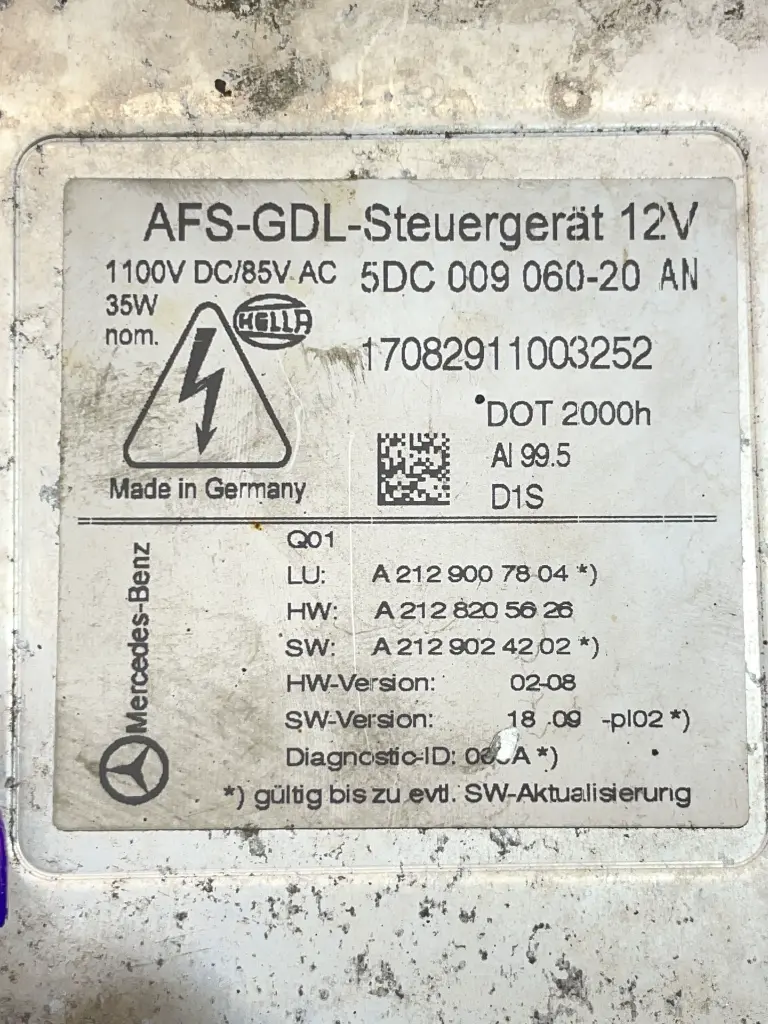 AFS-GDL-Steuergerät 12V
1100V DC/85V AC 5DC 009 060-20 AN
35W
nom.
HELLA
17082911003252
DOT 2000h
Al 99.5
D1S
Made in Germany
Mercedes-Benz
Q01
LU: A 212 900 78 04 *)
HW: A 212 820 56 26
SW: A 212 902 42 02 *)
HW-Version: 02-08
SW-Version: 18 .09 -pl02 *)
Diagnostic-ID: *)
*) gültig bis zu evtl. SW-Aktualisierung